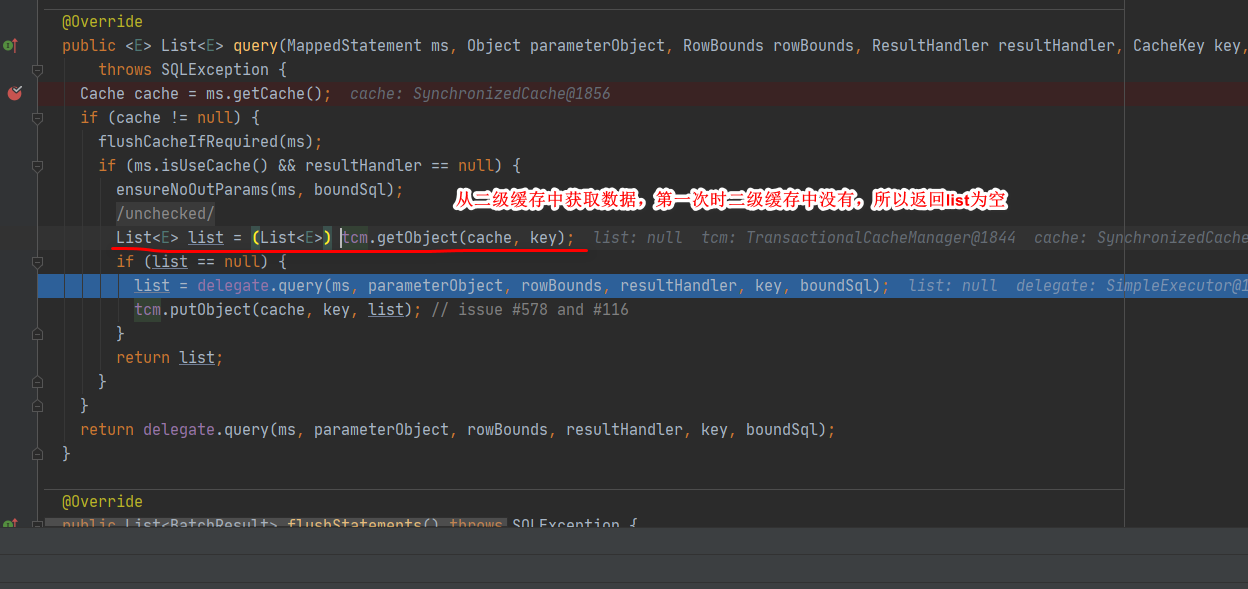 @Override
public <E> List<E> query(MappedStatement ms, Object parameterObject, RowBounds rowBounds, ResultHandler resultHandler, CacheKey key,
throws SQLException {
Cache cache = ms.getCache();  cache: SynchronizedCache@1856
if (cache != null) {
flushCacheIfRequired(ms);
if (ms.isUseCache() && resultHandler == null) {
ensureNoOutParams(ms, boundSql);
从二级缓存中获取数据，第一次时二级缓存中没有，所以返回list为空
/unchecked/
List<E> list = (List<E>) tcm.getObject(cache, key);  list: null  tcm: TransactionalCacheManager@1844  cache: SynchronizedCache
if (list == null) {
list = delegate.query(ms, parameterObject, rowBounds, resultHandler, key, boundSql);  list: null  delegate: SimpleExecutor@1
tcm.putObject(cache, key, list); // issue #578 and #116
}
return list;
}
}
return delegate.query(ms, parameterObject, rowBounds, resultHandler, key, boundSql);
}
@Override
public List<BatchResult> flushStatements() throws SQLException {